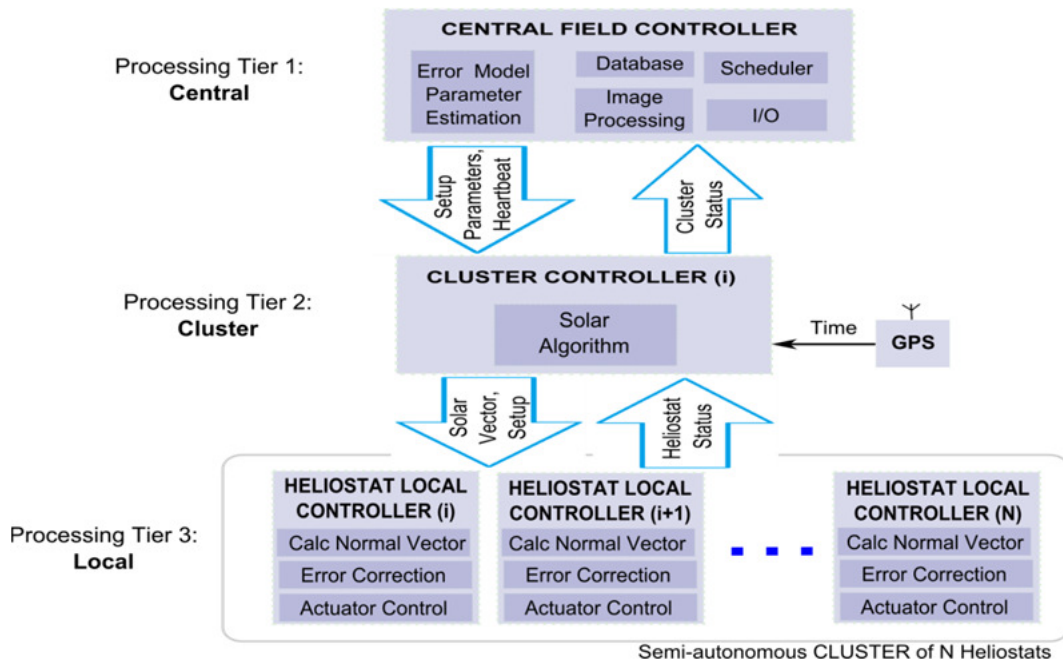 CENTRAL FIELD CONTROLLER
Processing Tier 1:
Central
Error Model
Parameter
Estimation
Database
Scheduler
Image
Processing
I/O
Setup
Parameters,
Heartbeat
Cluster
Status
CLUSTER CONTROLLER (i)
Processing Tier 2:
Cluster
Solar
Algorithm
Time
GPS
Solar
Vector,
Setup
Heliostat
Status
Processing Tier 3:
Local
HELIOSTAT LOCAL
CONTROLLER (i)
Calc Normal Vector
Error Correction
Actuator Control
HELIOSTAT LOCAL
CONTROLLER (i+1)
Calc Normal Vector
Error Correction
Actuator Control
HELIOSTAT LOCAL
CONTROLLER (N)
Calc Normal Vector
Error Correction
Actuator Control
Semi-autonomous CLUSTER of N Heliostats